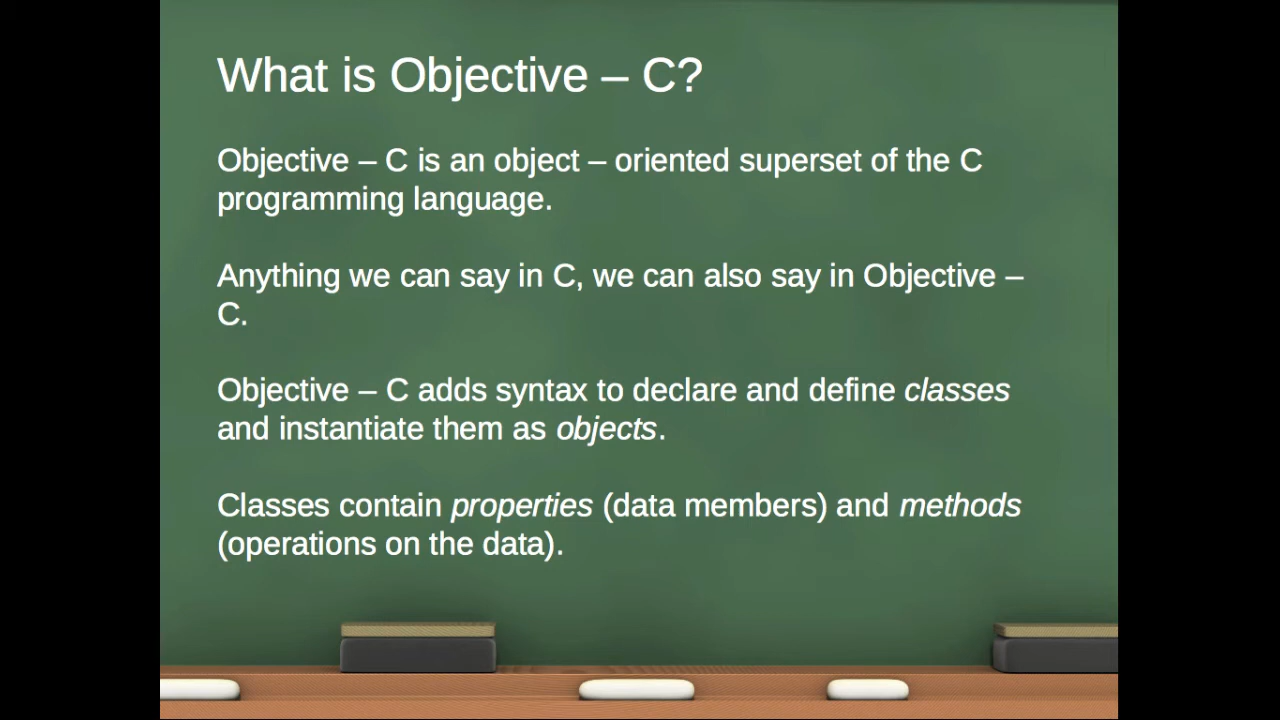 What is Objective – C?
Objective – C is an object – oriented superset of the C
programming language.
Anything we can say in C, we can also say in Objective –
C.
Objective – C adds syntax to declare and define classes
and instantiate them as objects.
Classes contain properties (data members) and methods
(operations on the data).